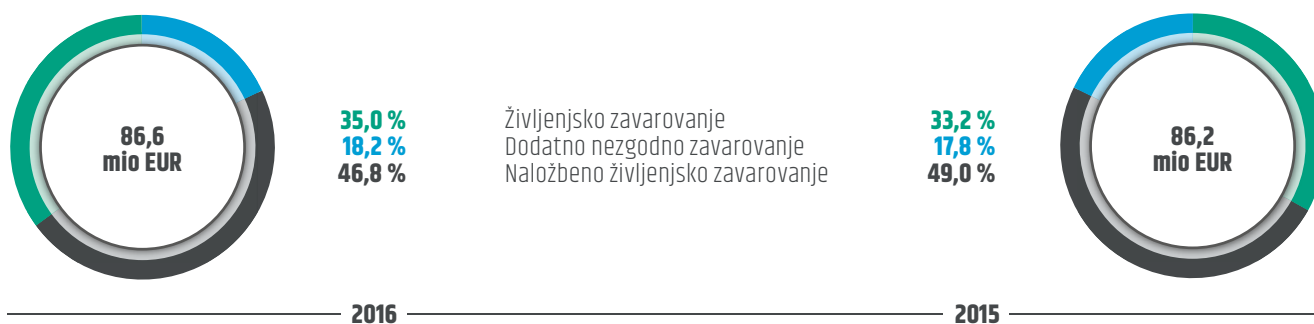 86,6
mio EUR
35,0 % Življenjsko zavarovanje 33,2 %
18,2 % Dodatno nezgodno zavarovanje 17,8 %
46,8 % Naložbeno življenjsko zavarovanje 49,0 %
86,2
mio EUR
2016 2015